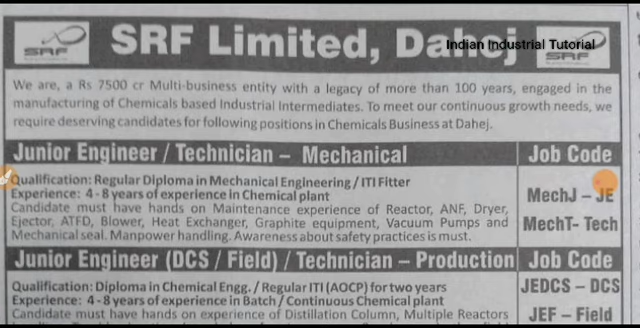 SRF
SRF Limited, Dahej
Indian Industrial Tutorial
SRF
We are, a Rs 7500 cr Multi-business entity with a legacy of more than 100 years, engaged in the
manufacturing of Chemicals based Industrial Intermediates. To meet our continuous growth needs, we
require deserving candidates for following positions in Chemicals Business at Dahej.
Junior Engineer / Technician – Mechanical Job Code
Qualification: Regular Diploma in Mechanical Engineering / ITI Fitter
Experience: 4 - 8 years of experience in Chemical plant
MechJ – JE
Candidate must have hands on Maintenance experience of Reactor, ANF, Dryer,
Ejector, ATFD, Blower, Heat Exchanger, Graphite equipment, Vacuum Pumps and
MechT- Tech
Mechanical seal. Manpower handling. Awareness about safety practices is must.
Junior Engineer (DCS / Field) / Technician – Production Job Code
Qualification: Diploma in Chemical Engg. / Regular ITI (AOCP) for two years
JEDCS - DCS
Experience: 4 - 8 years of experience in Batch / Continuous Chemical plant
Candidate must have hands on experience of Distillation Column, Multiple Reactors
JEF – Field